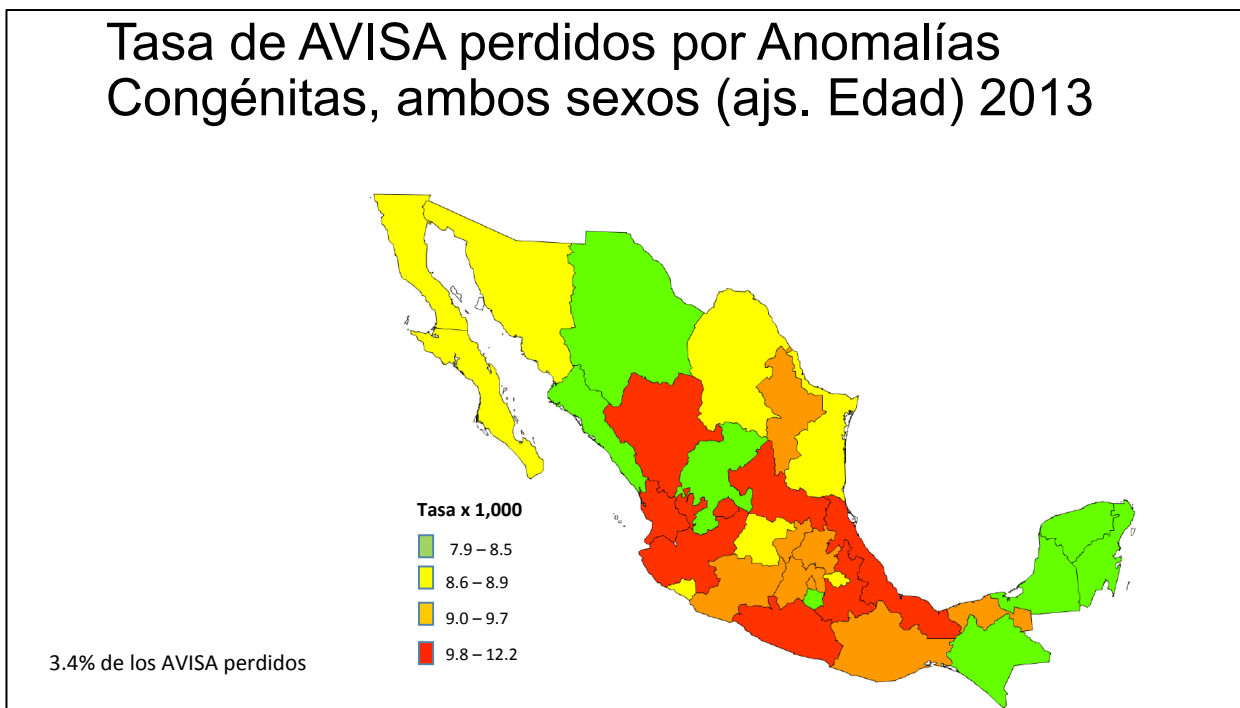 Tasa de AVISA perdidos por Anomalías
Congénitas, ambos sexos (ajs. Edad) 2013
Tasa x 1,000
7.9 – 8.5
8.6 – 8.9
9.0 – 9.7
9.8 – 12.2
3.4% de los AVISA perdidos